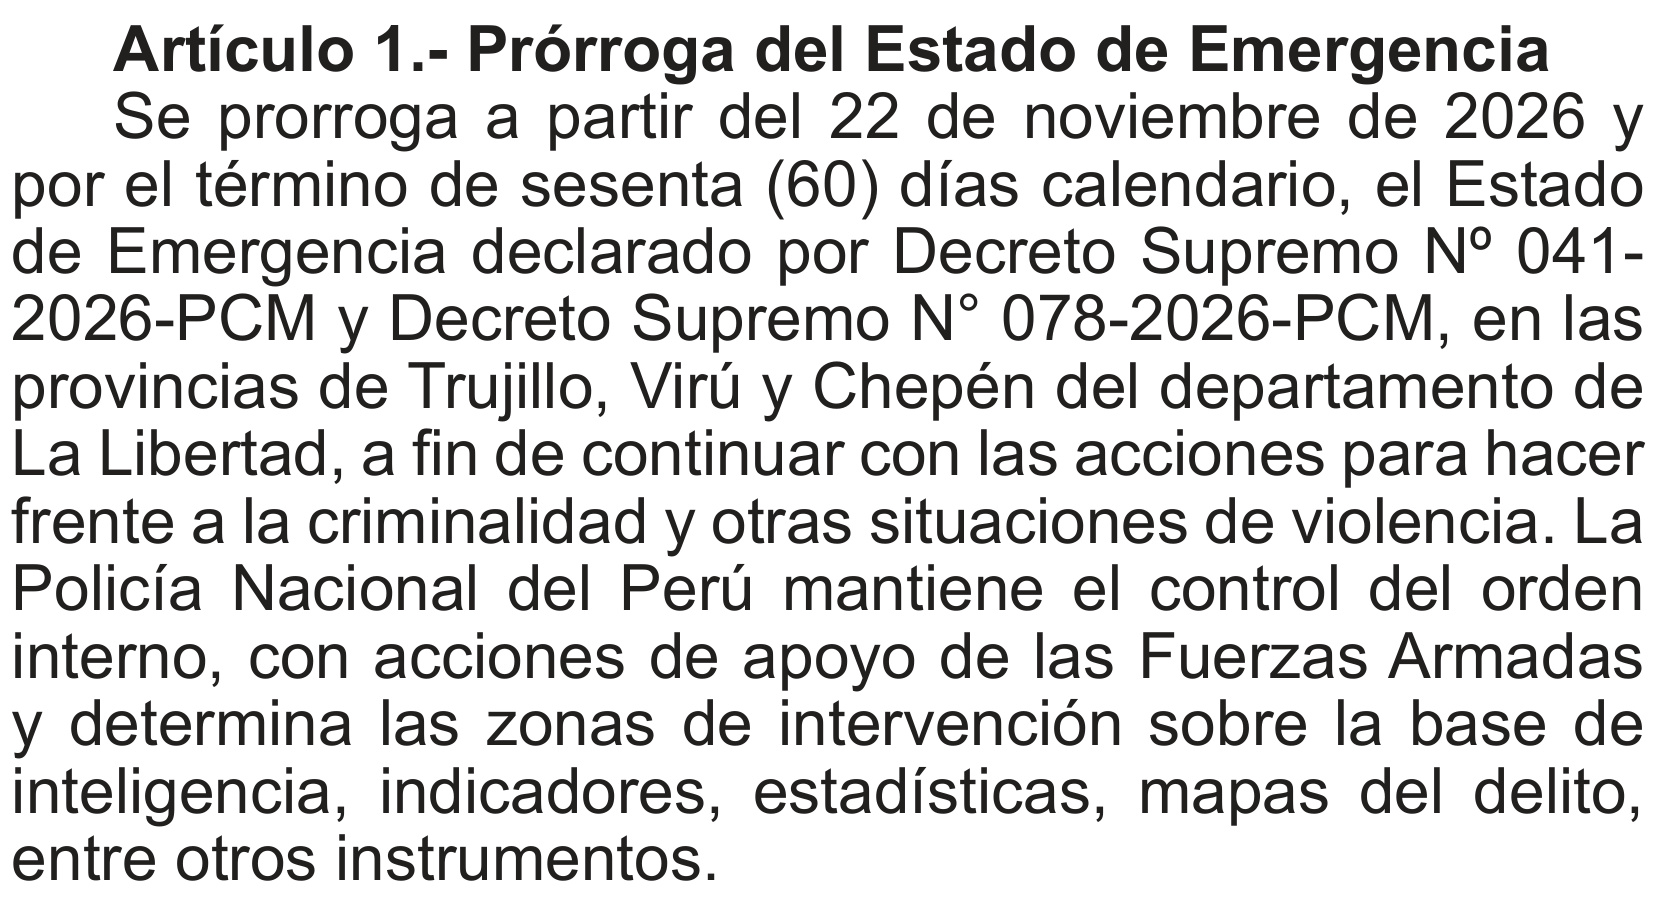 Artículo 1.- Prórroga del Estado de Emergencia
Se prorroga a partir del 22 de noviembre de 2026 y
por el término de sesenta (60) días calendario, el Estado
de Emergencia declarado por Decreto Supremo Nº 041-
2026-PCM y Decreto Supremo N° 078-2026-PCM, en las
provincias de Trujillo, Virú y Chepén del departamento de
La Libertad, a fin de continuar con las acciones para hacer
frente a la criminalidad y otras situaciones de violencia. La
Policía Nacional del Perú mantiene el control del orden
interno, con acciones de apoyo de las Fuerzas Armadas
y determina las zonas de intervención sobre la base de
inteligencia, indicadores, estadísticas, mapas del delito,
entre otros instrumentos.